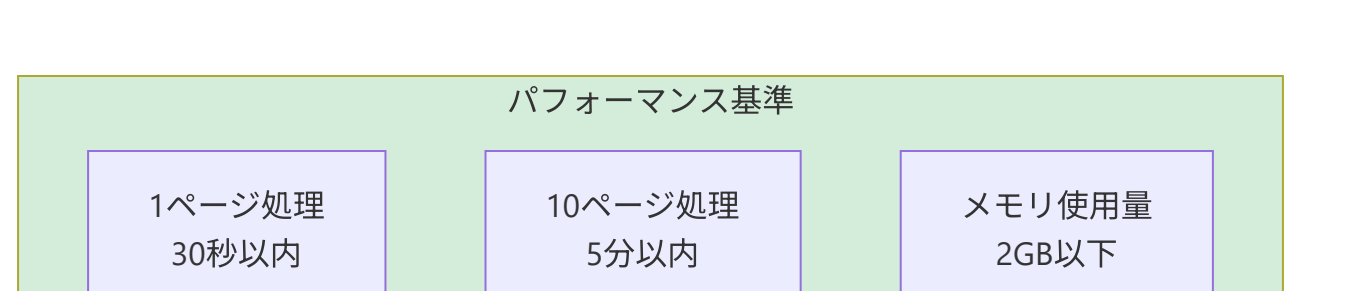 パフォーマンス基準
1ページ処理
30秒以内
10ページ処理
5分以内
メモリ使用量
2GB以下